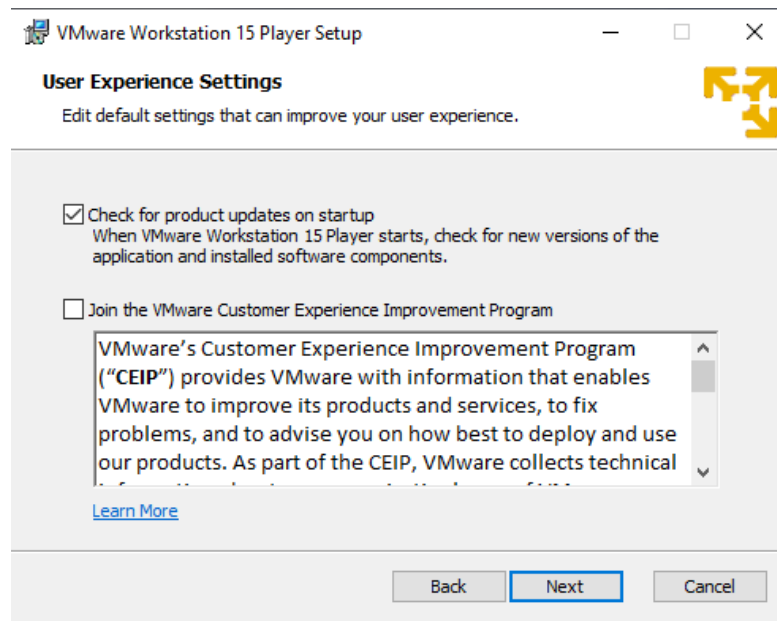 VMware Workstation 15 Player Setup
User Experience Settings
Edit default settings that can improve your user experience.
Check for product updates on startup
When VMware Workstation 15 Player starts, check for new versions of the
application and installed software components.
Join the VMware Customer Experience Improvement Program
VMware's Customer Experience Improvement Program
("CEIP") provides VMware with information that enables
VMware to improve its products and services, to fix
problems, and to advise you on how best to deploy and use
our products. As part of the CEIP, VMware collects technical
Learn More
Back Next Cancel